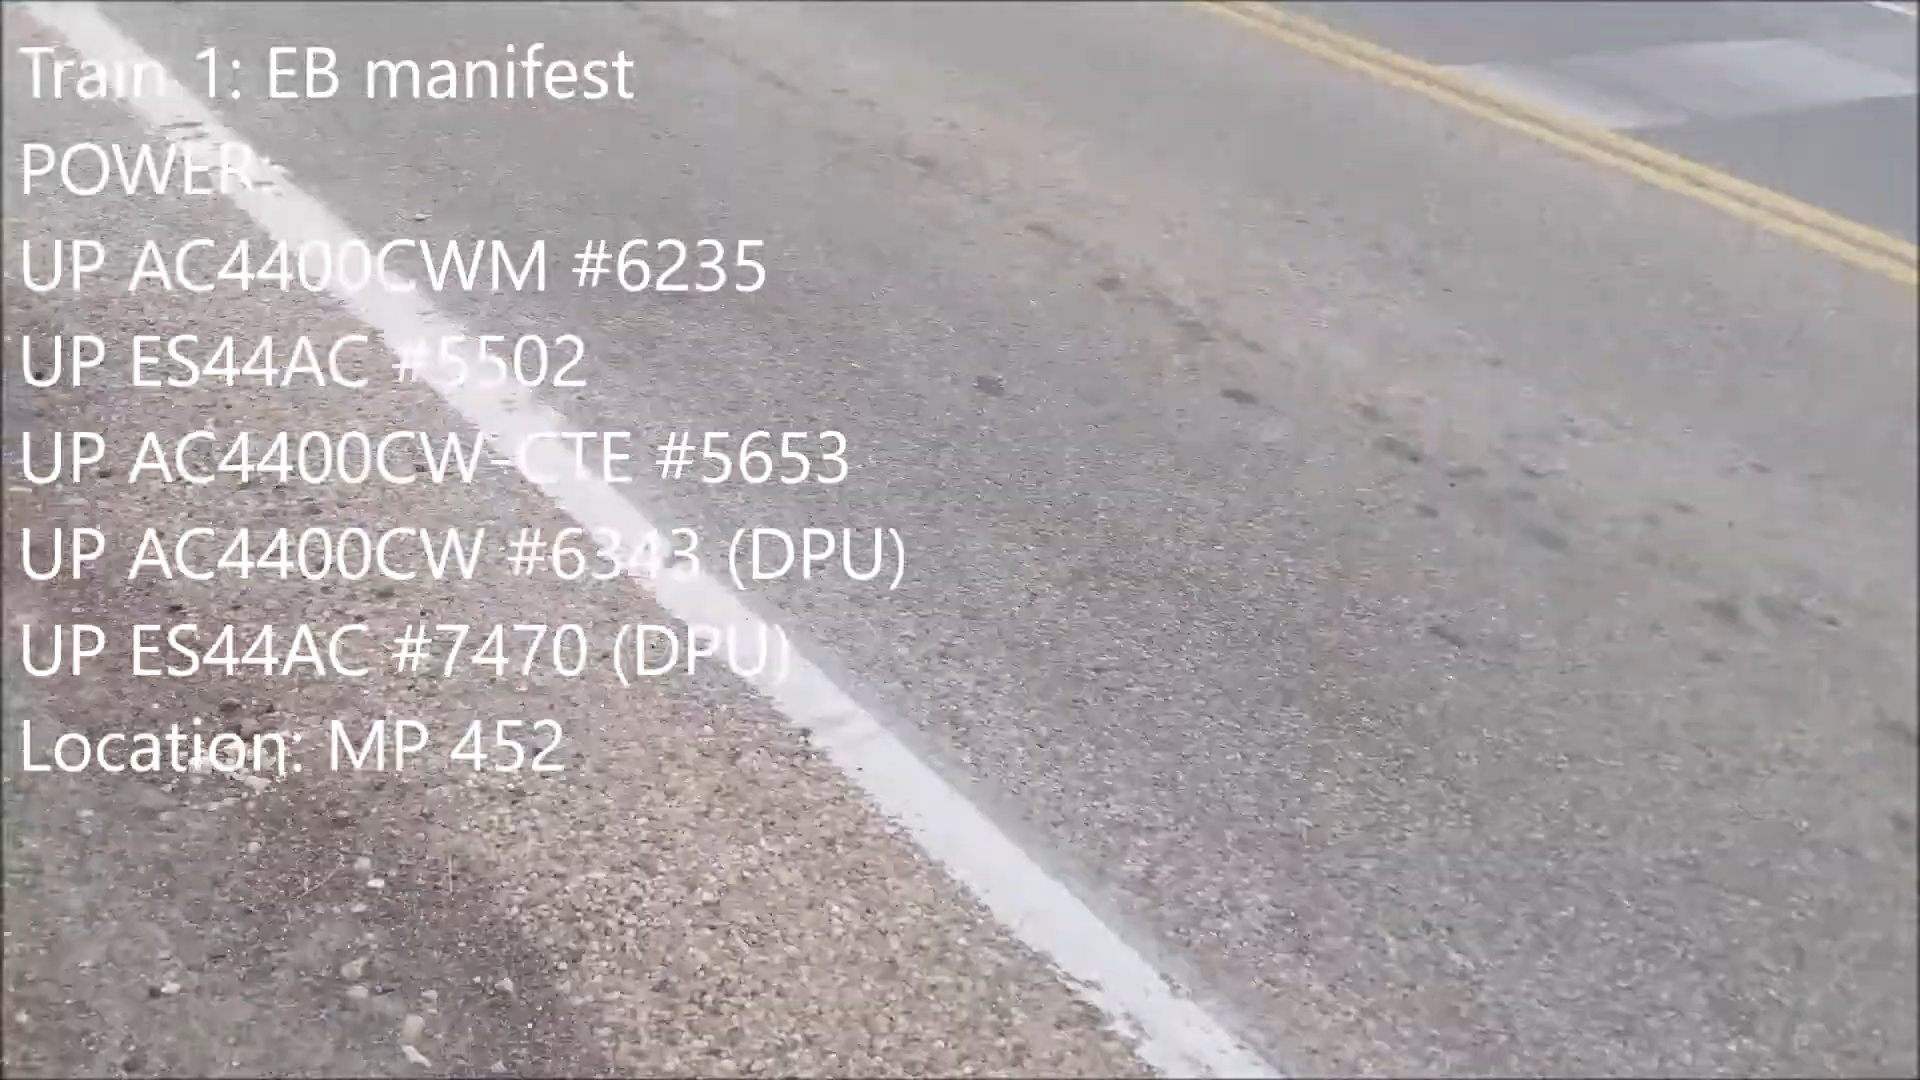 Train 1: EB manifest
POWER:
UP AC4400CWM #6235
UP ES44AC #5502
UP AC4400CW-CTE #5653
UP AC4400CW #6343 (DPU)
UP ES44AC #7470 (DPU)
Location: MP 452